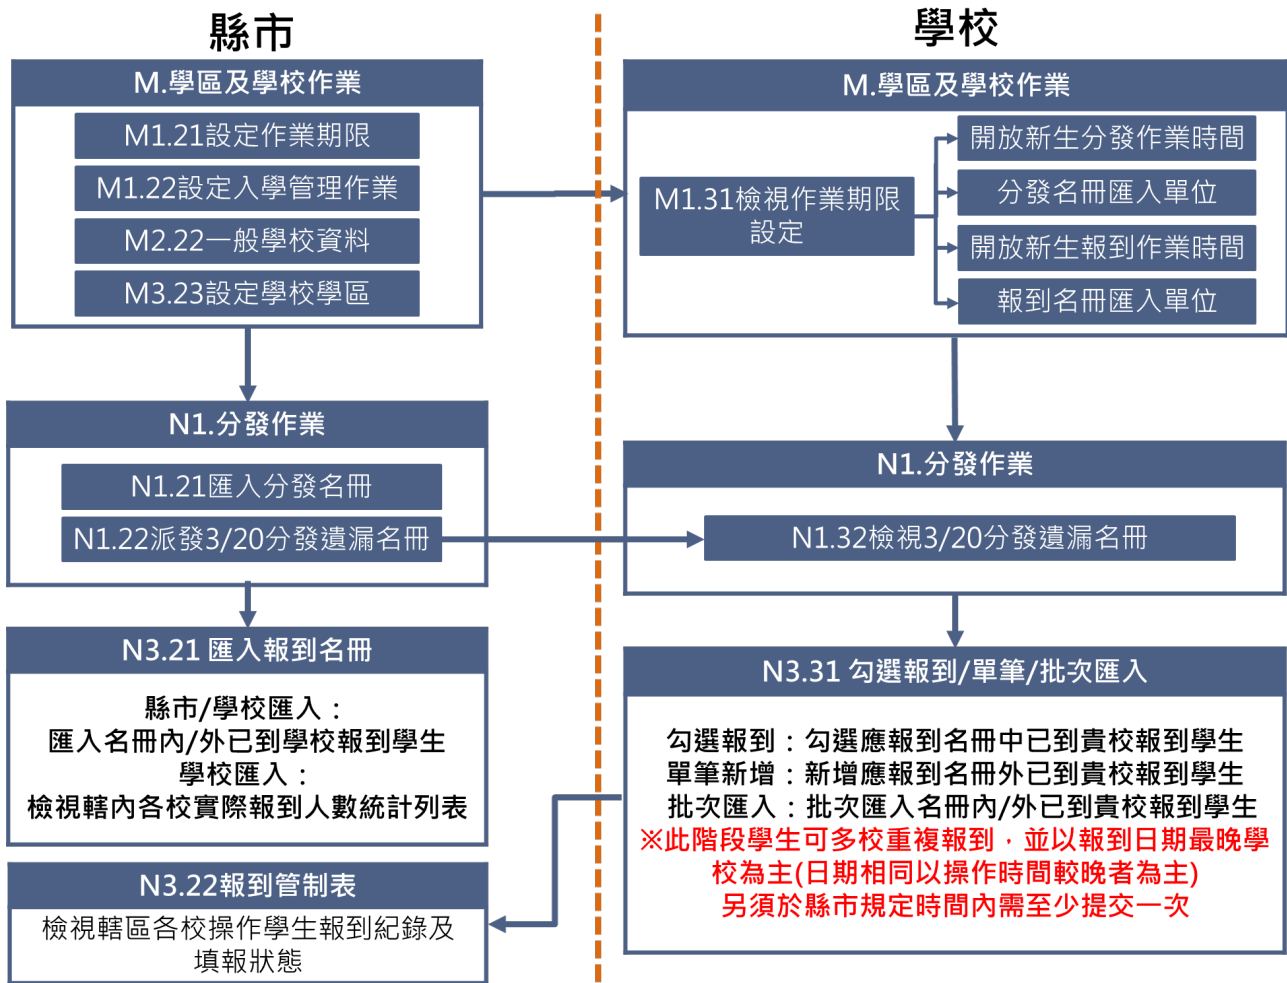 縣市
M.學區及學校作業
M1.21設定作業期限
M1.22設定入學管理作業
M2.22一般學校資料
M3.23設定學校學區
N1.分發作業
N1.21匯入分發名冊
N1.22派發3/20分發遺漏名冊
N3.21 匯入報到名冊
縣市/學校匯入：
匯入名冊內/外已到學校報到學生
學校匯入：
檢視轄內各校實際報到人數統計列表
N3.22報到管制表
檢視轄區各校操作學生報到紀錄及
填報狀態
學校
M.學區及學校作業
M1.31檢視作業期限
設定
開放新生分發作業時間
分發名冊匯入單位
開放新生報到作業時間
報到名冊匯入單位
N1.分發作業
N1.32檢視3/20分發遺漏名冊
N3.31 勾選報到/單筆/批次匯入
勾選報到：勾選應報到名冊中已到貴校報到學生
單筆新增：新增應報到名冊外已到貴校報到學生
批次匯入：批次匯入名冊內/外已到貴校報到學生
※此階段學生可多校重複報到，並以報到日期最晚學
校為主(日期相同以操作時間較晚者為主)
另須於縣市規定時間內需至少提交一次